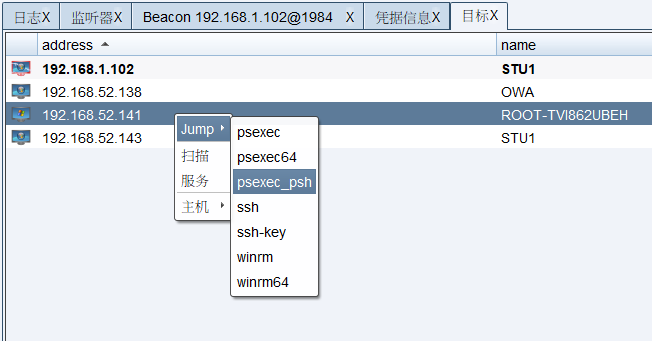 日志X 监听器X Beacon 192.168.1.102@1984 X 凭据信息X 目标X
address name
192.168.1.102 STU1
192.168.52.138 OWA
192.168.52.141 ROOT-TVI862UBEH
192.168.52.143 STU1
Jump
扫描
服务
主机
psexec
psexec64
psexec_psh
ssh
ssh-key
winrm
winrm64